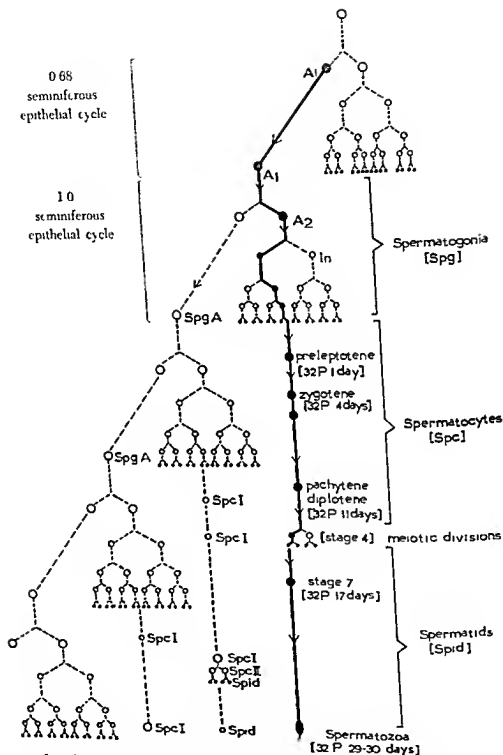 0 68
seminiferous
epithelial cycle
A1
A1
1 0
seminiferous
epithelial cycle
A2
In
Spermatogonia
[Spg]
SpgA
preleptotene
[32P 1 day]
zygotene
[32P 4 days]
Spermatocytes
[Spc]
SpgA
SpcI
pachytene
diplotene
[32P 11 days]
SpcI
[stage 4] meiotic divisions
stage 7
[32P 17 days]
SpcI
SpcI
SpcII
Spid
Spermatids
[Spid]
SpcI
Spid
Spermatozoa
[32P 29-30 days]